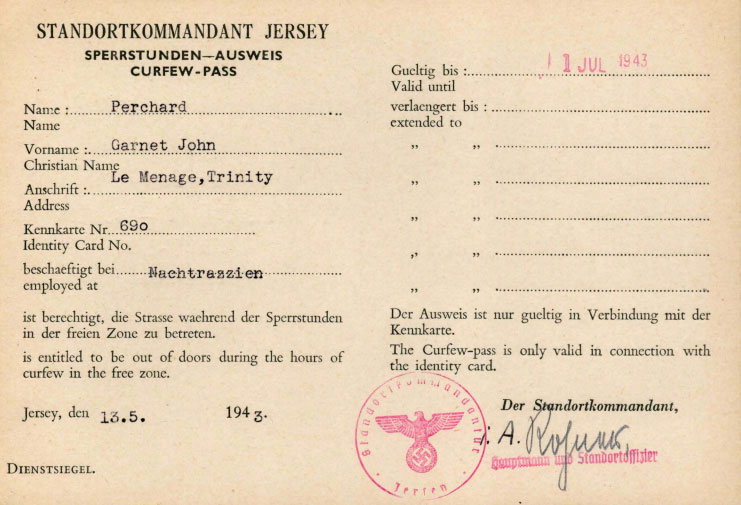 STANDORTKOMMANDANT JERSEY
SPERRSTUNDEN—AUSWEIS
CURFEW-PASS
Name : Perchard
Name
Vorname : Garnet John
Christian Name
Le Menage,Trinity
Anschrift :
Address
Kennkarte Nr. 690
Identity Card No.
beschaeftigt bei Nachtrazzien
employed at
ist berechtigt, die Strasse waehrend der Sperrstunden
in der freien Zone zu betreten.
is entitled to be out of doors during the hours of
curfew in the free zone.
Jersey, den 13.5. 1943.
DIENSTSIEGEL.
Gueltig bis : 1 JUL 1943
Valid until
verlaengert bis :
extended to
„ „
„ „
„ „
„ „
„ „
Der Ausweis ist nur gueltig in Verbindung mit der
Kennkarte.
The Curfew-pass is only valid in connection with
the identity card.
Standortkommandantur
Jersey
Der Standortkommandant,
A.
Hauptmann und Standortoffizier